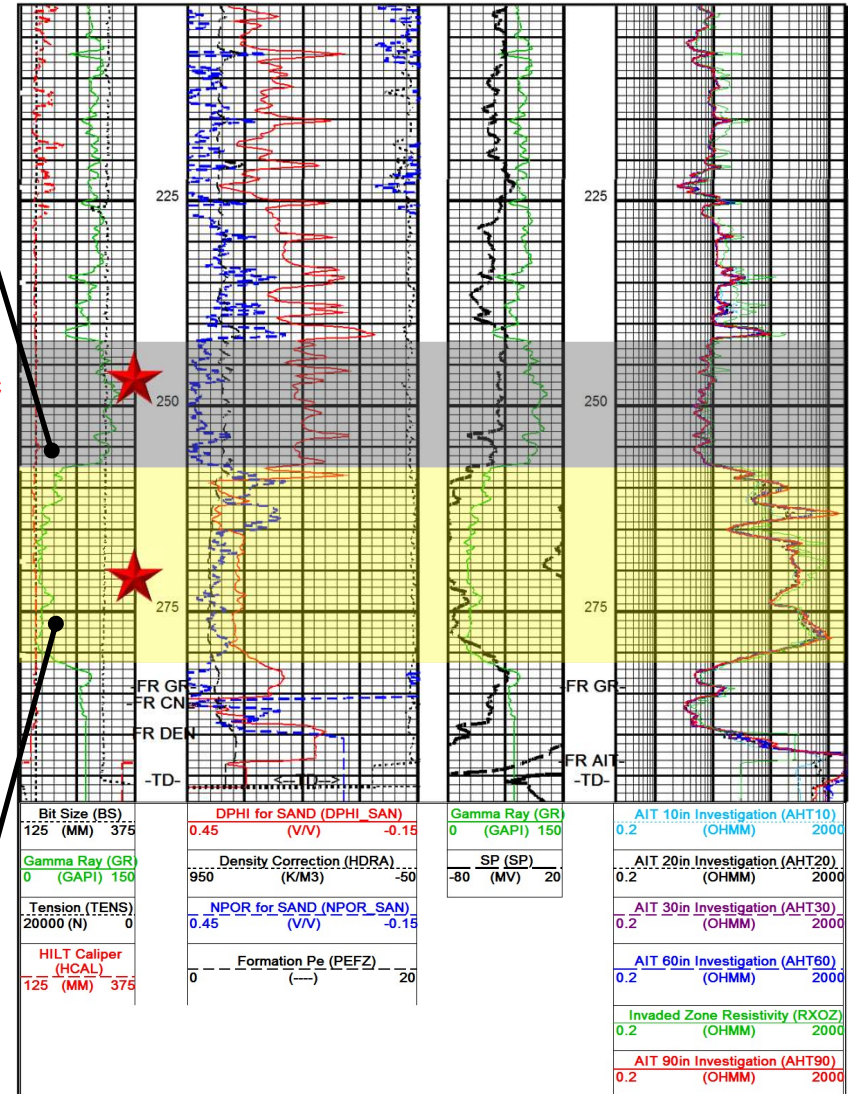 225
225
250
250
275
275
-FR GR-
-FR GR-
-FR CN
FR DEN
-FR AIT-
-TD-
<--TD-->
-TD-
Bit Size (BS)
125 (MM) 375
Gamma Ray (GR)
0 (GAPI) 150
Tension (TENS)
20000 (N) 0
HILT Caliper
(HCAL)
125 (MM) 375
DPHI for SAND (DPHI_SAN)
0.45 (V/V) -0.15
Density Correction (HDRA)
950 (K/M3) -50
NPOR for SAND (NPOR_SAN)
0.45 (V/V) -0.15
Formation Pe (PEFZ)
0 (----) 20
Gamma Ray (GR)
0 (GAPI) 150
SP (SP)
-80 (MV) 20
AIT 10in Investigation (AHT10)
0.2 (OHMM) 2000
AIT 20in Investigation (AHT20)
0.2 (OHMM) 2000
AIT 30in Investigation (AHT30)
0.2 (OHMM) 2000
AIT 60in Investigation (AHT60)
0.2 (OHMM) 2000
Invaded Zone Resistivity (RXOZ)
0.2 (OHMM) 2000
AIT 90in Investigation (AHT90)
0.2 (OHMM) 2000